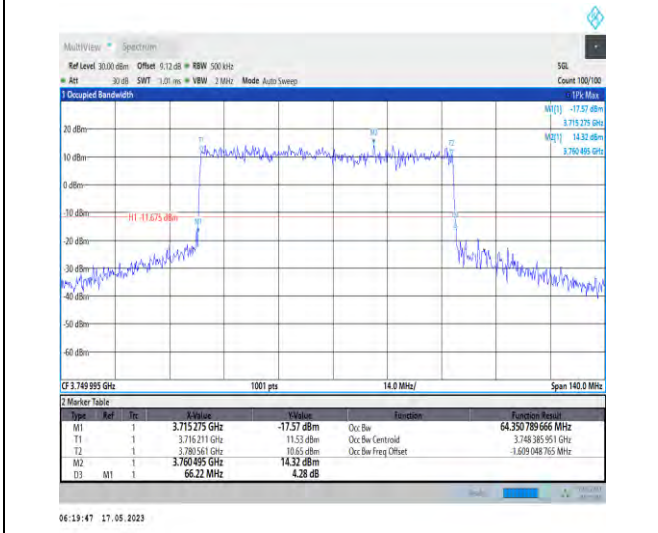 MultiView Spectrum
Ref Level 30.00 dBm Offset 9.12 dB RBW 500 kHz SGL
Att 30 dB SWT 1.01 ms VBW 2 MHz Mode Auto Sweep Count 100/100
1 Occupied Bandwidth 1Pk Max
M1[1] -17.57 dBm
3.715 275 GHz
20 dBm M2[1] 14.32 dBm
3.760 495 GHz
M2
T1 T2
10 dBm
0 dBm
-10 dBm
H1 -11.675 dBm
M1
-20 dBm
-30 dBm
-40 dBm
-50 dBm
-60 dBm
CF 3.749 995 GHz 1001 pts 14.0 MHz/ Span 140.0 MHz
2 Marker Table
Type Ref Trc X-Value Y-Value Function Function Result
M1 1 3.715 275 GHz -17.57 dBm Occ Bw 64.350 789 666 MHz
T1 1 3.716 211 GHz 11.53 dBm Occ Bw Centroid 3.748 385 951 GHz
T2 1 3.780 561 GHz 10.65 dBm Occ Bw Freq Offset -1.609 048 765 MHz
M2 1 3.760 495 GHz 14.32 dBm
D3 M1 1 66.22 MHz 4.28 dB
06:19:47 17.05.2023